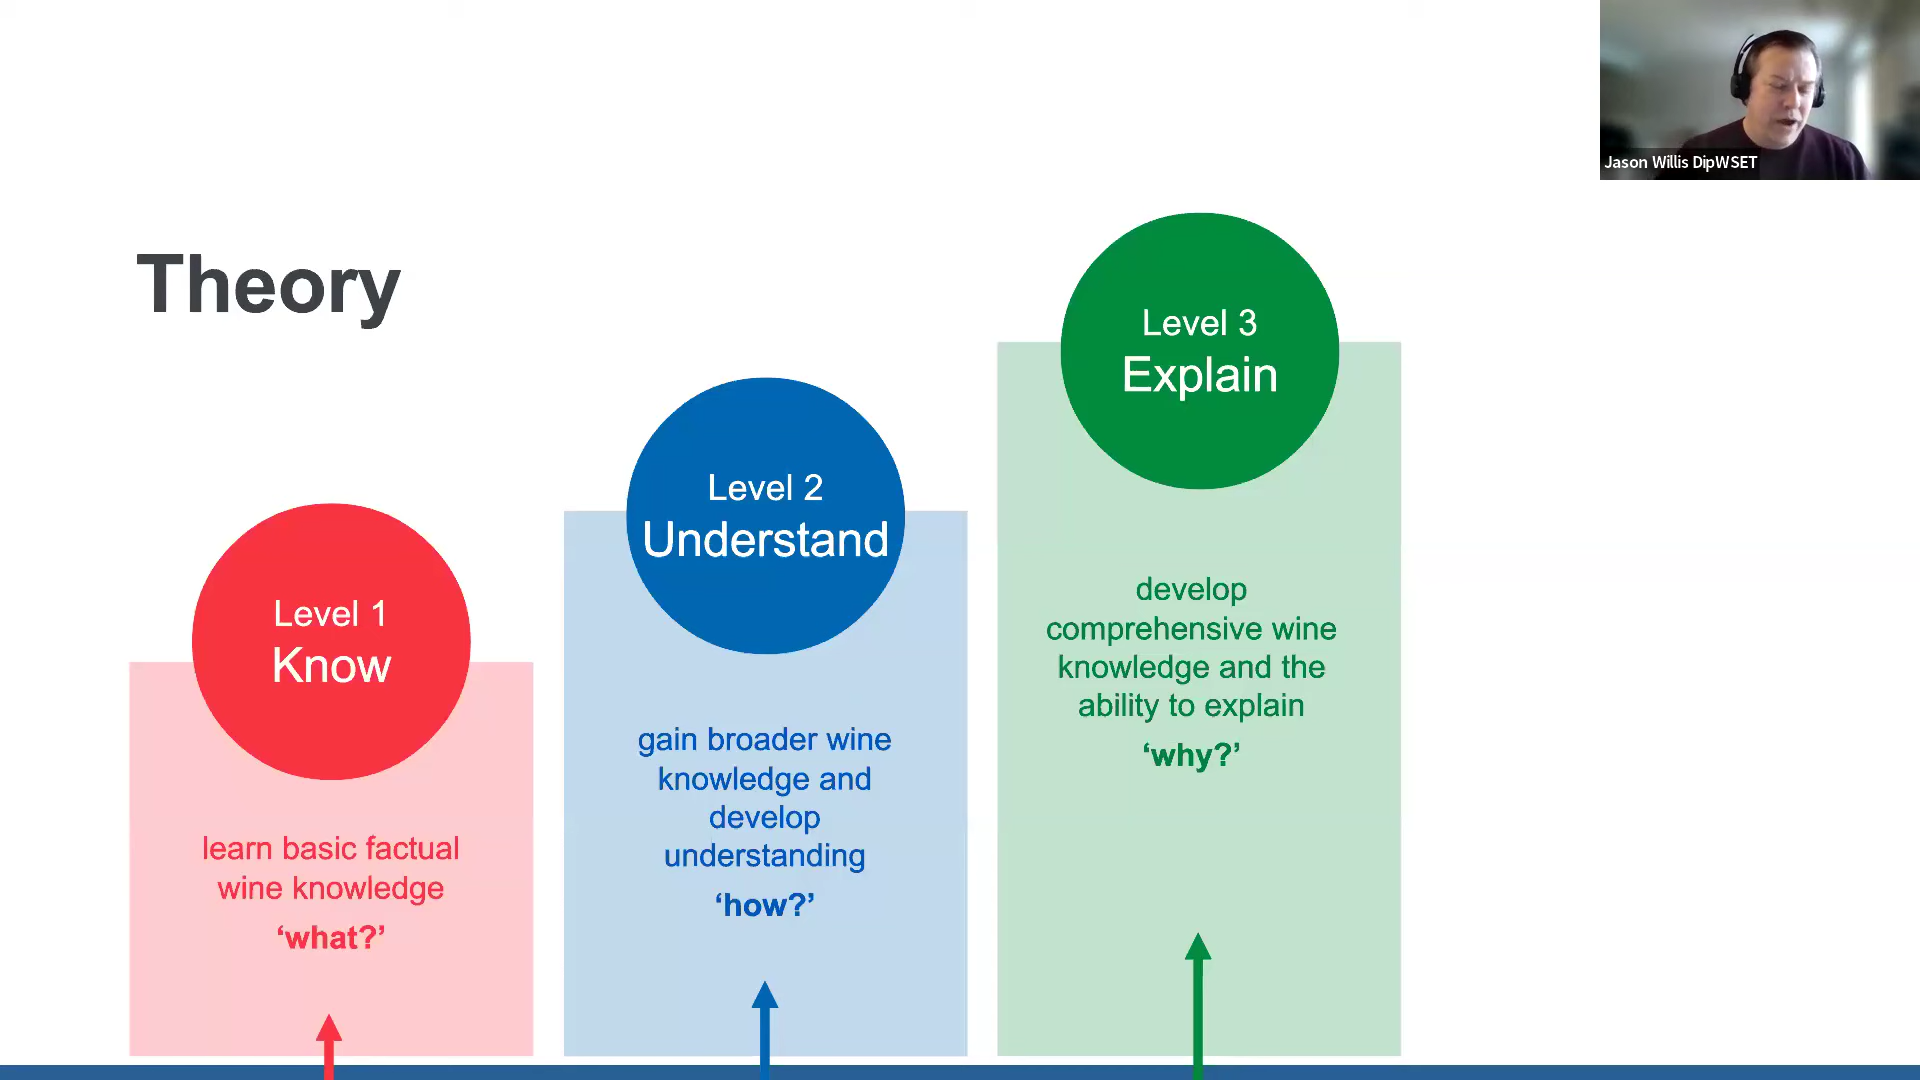 Jason Willis DipWSET
Theory
Level 1
Know
learn basic factual
wine knowledge
‘what?’
Level 2
Understand
gain broader wine
knowledge and
develop
understanding
‘how?’
Level 3
Explain
develop
comprehensive wine
knowledge and the
ability to explain
‘why?’